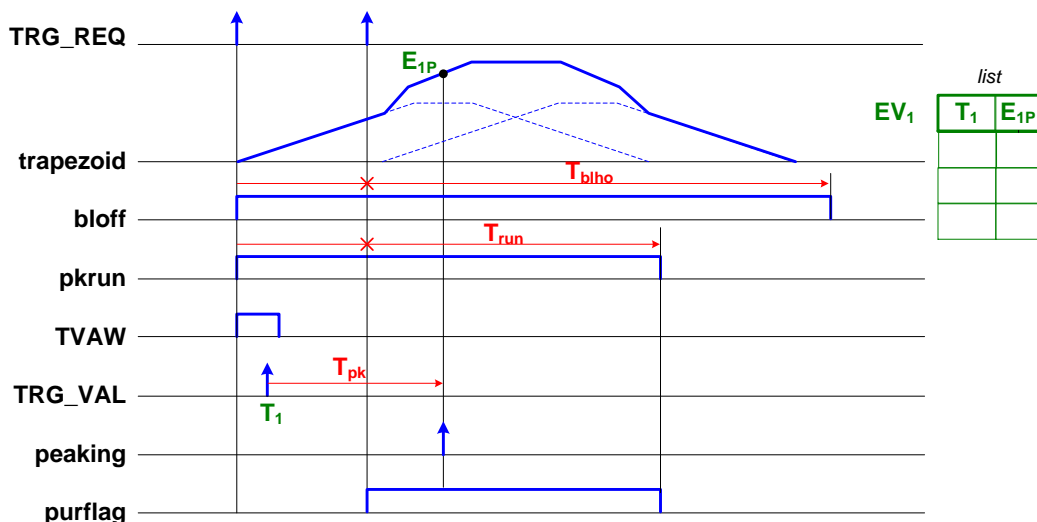 TRG_REQ
E1P
list
EV1 T1 E1P
trapezoid
Tblho
bloff
Trun
pkrun
TVAW
Tpk
TRG_VAL
T1
peaking
purflag